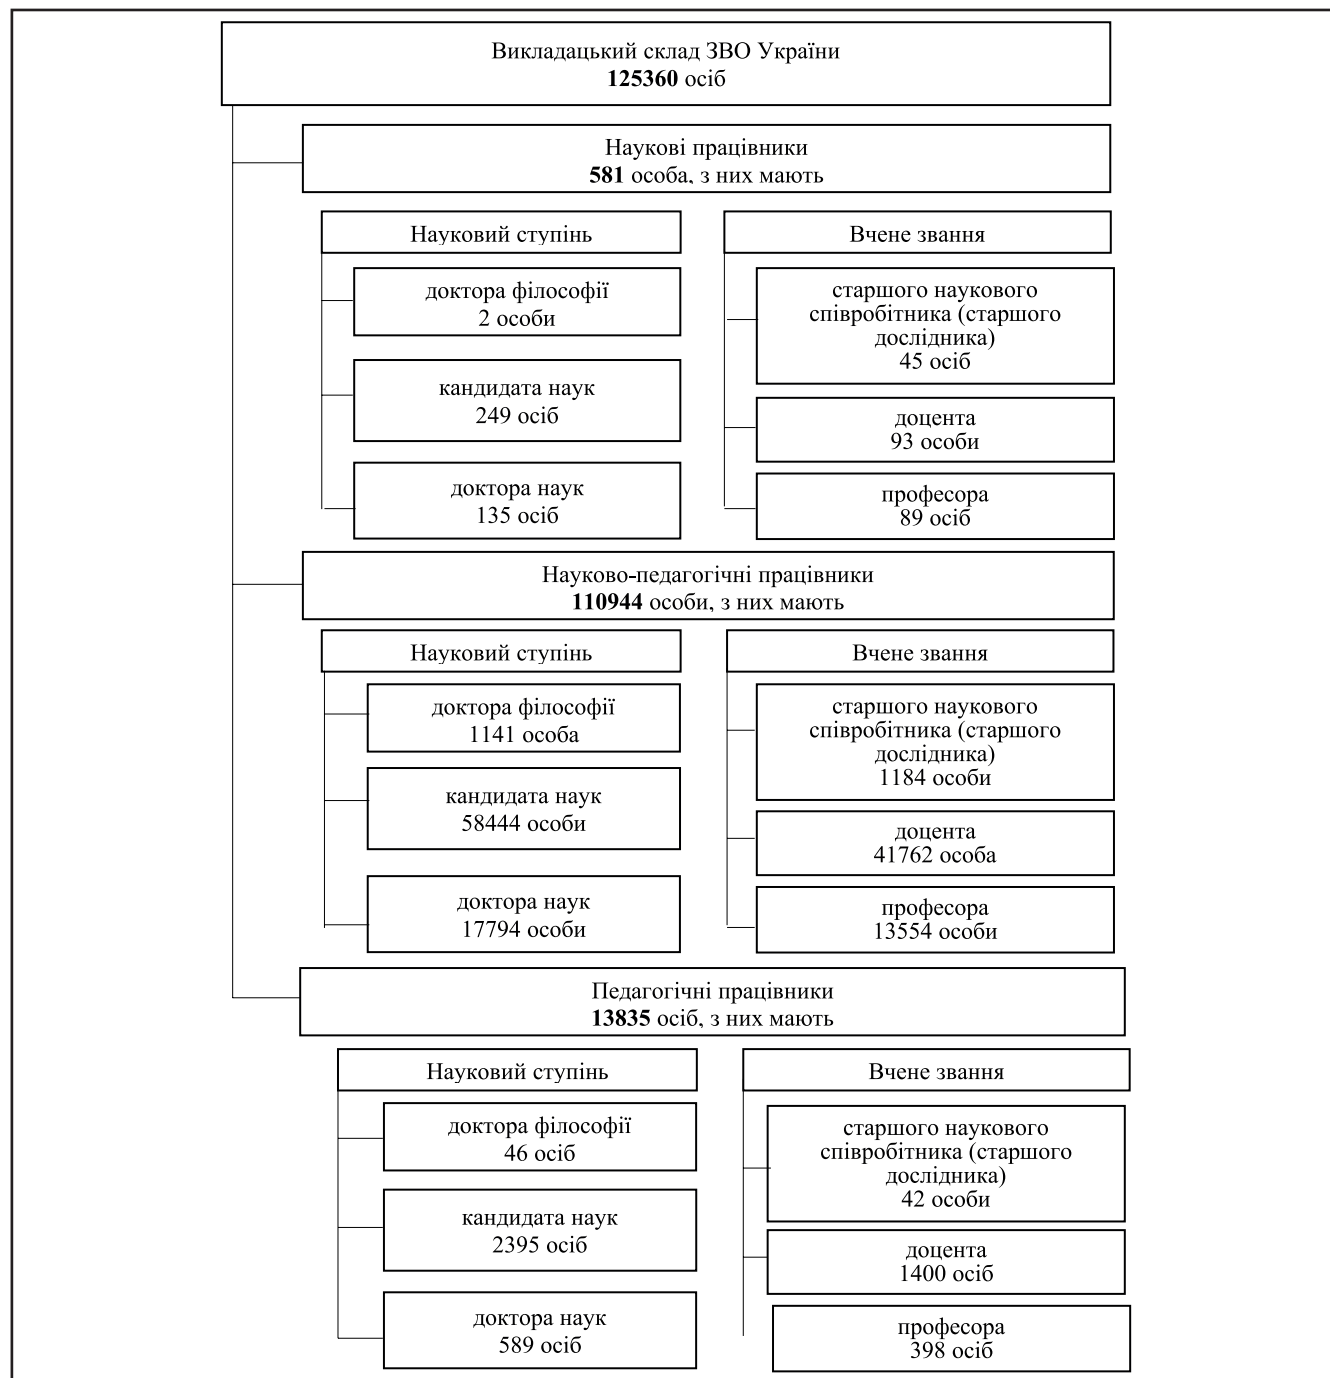 Викладацький склад ЗВО України
125360 осіб
Наукові працівники
581 особа, з них мають
Науковий ступінь
доктора філософії
2 особи
кандидата наук
249 осіб
доктора наук
135 осіб
Вчене звання
старшого наукового
співробітника (старшого
дослідника)
45 осіб
доцента
93 особи
професора
89 осіб
Науково-педагогічні працівники
110944 особи, з них мають
Науковий ступінь
доктора філософії
1141 особа
кандидата наук
58444 особи
доктора наук
17794 особи
Вчене звання
старшого наукового
співробітника (старшого
дослідника)
1184 особи
доцента
41762 особа
професора
13554 особи
Педагогічні працівники
13835 осіб, з них мають
Науковий ступінь
доктора філософії
46 осіб
кандидата наук
2395 осіб
доктора наук
589 осіб
Вчене звання
старшого наукового
співробітника (старшого
дослідника)
42 особи
доцента
1400 осіб
професора
398 осіб